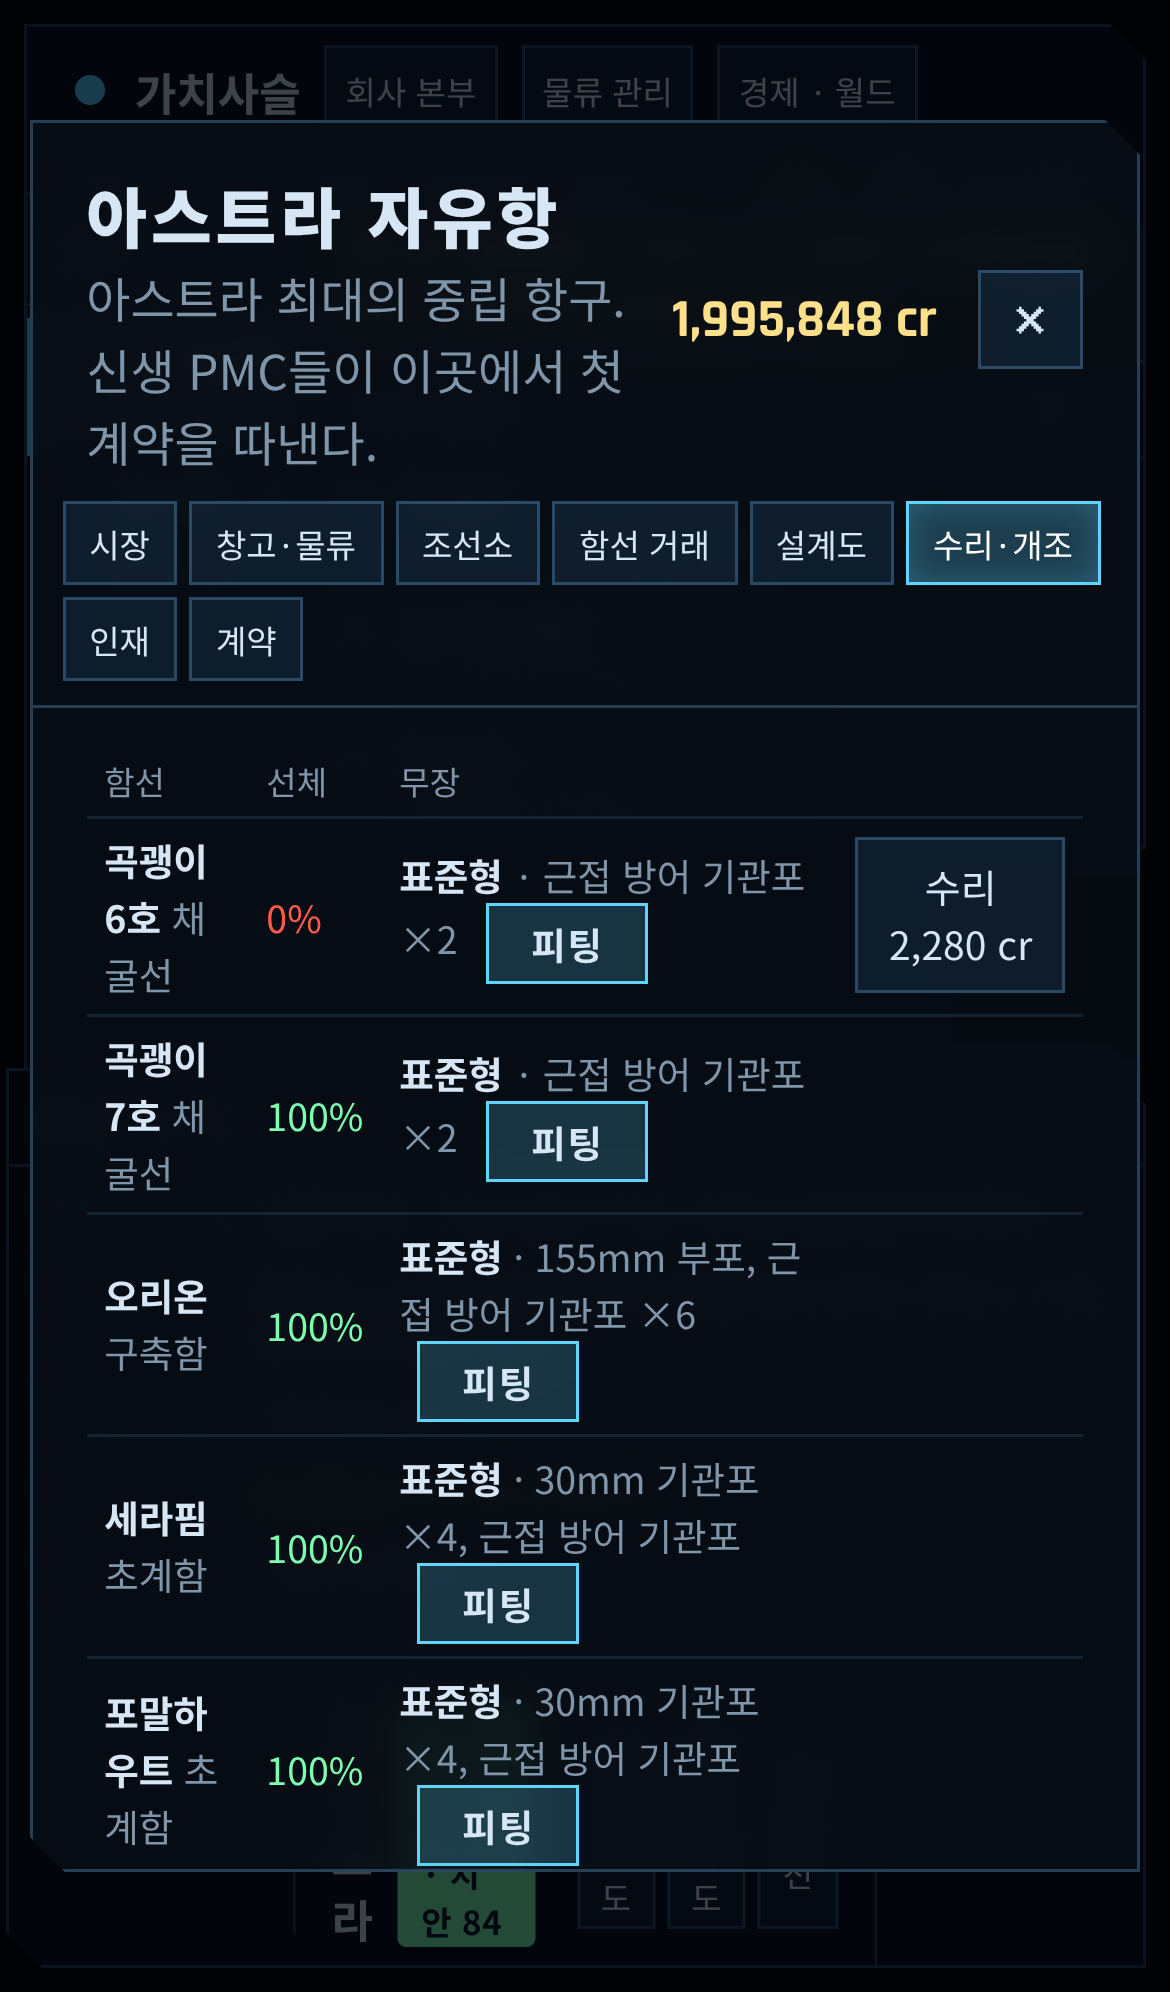 가치사슬
회사 본부
물류 관리
경제 · 월드
아스트라 자유항
아스트라 최대의 중립 항구.
신생 PMC들이 이곳에서 첫
계약을 따낸다.
1,995,848 cr
×
시장
창고·물류
조선소
함선 거래
설계도
수리·개조
인재
계약
함선
선체
무장
곡괭이
6호 채
굴선
0%
표준형 · 근접 방어 기관포
×2
피팅
수리
2,280 cr
곡괭이
7호 채
굴선
100%
표준형 · 근접 방어 기관포
×2
피팅
오리온
구축함
100%
표준형 · 155mm 부포, 근
접 방어 기관포 ×6
피팅
세라핌
초계함
100%
표준형 · 30mm 기관포
×4, 근접 방어 기관포
피팅
포말하
우트 초
계함
100%
표준형 · 30mm 기관포
×4, 근접 방어 기관포
피팅
라
안 84
도
도